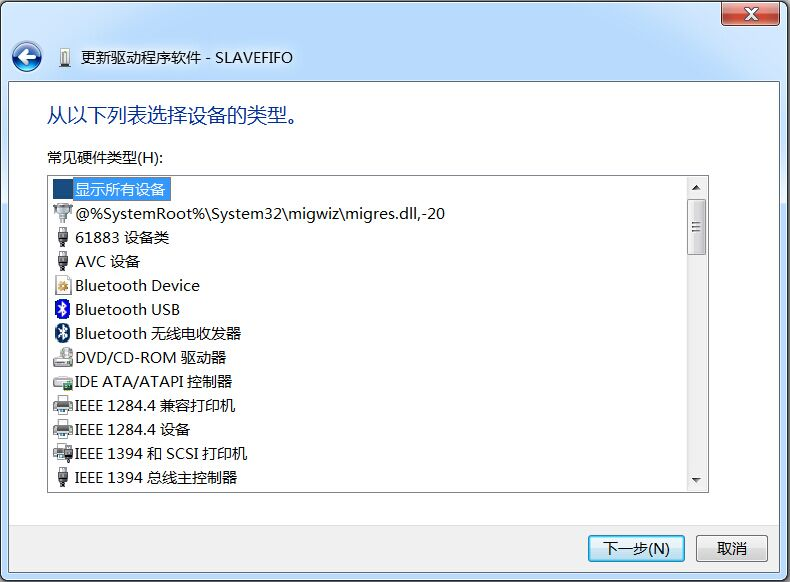 更新驱动程序软件 - SLAVEFIFO
从以下列表选择设备的类型。
常见硬件类型(H):
显示所有设备
@%SystemRoot%\System32\migwiz\migres.dll,-20
61883 设备类
AVC 设备
Bluetooth Device
Bluetooth USB
Bluetooth 无线电收发器
DVD/CD-ROM 驱动器
IDE ATA/ATAPI 控制器
IEEE 1284.4 兼容打印机
IEEE 1284.4 设备
IEEE 1394 和 SCSI 打印机
IEEE 1394 总线主控制器
下一步(N)
取消